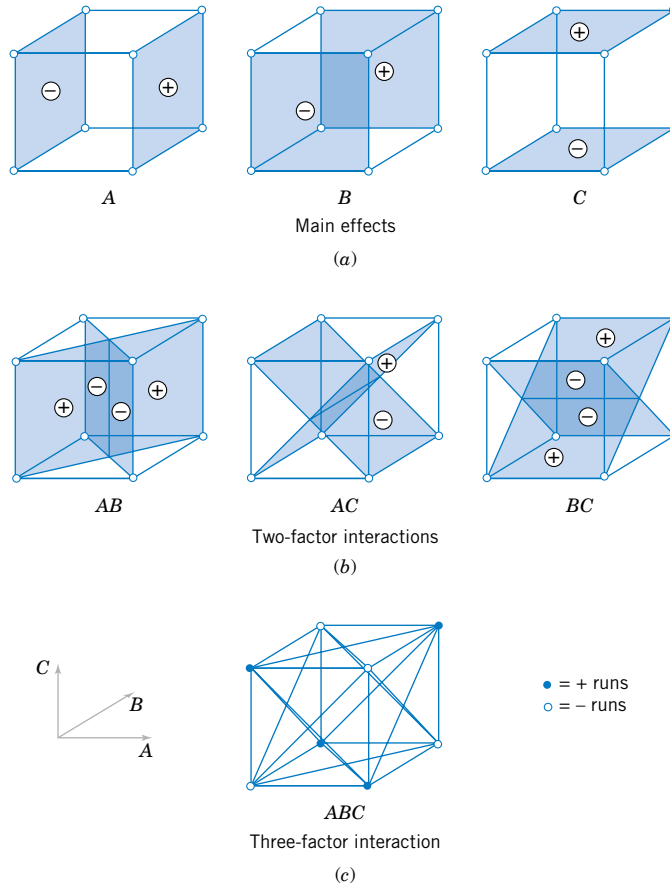 − + + − + −
A B C
Main effects
(a)
+ − − + + − + − − +
AB AC BC
Two-factor interactions
(b)
C
B
A
● = + runs
○ = − runs
ABC
Three-factor interaction
(c)